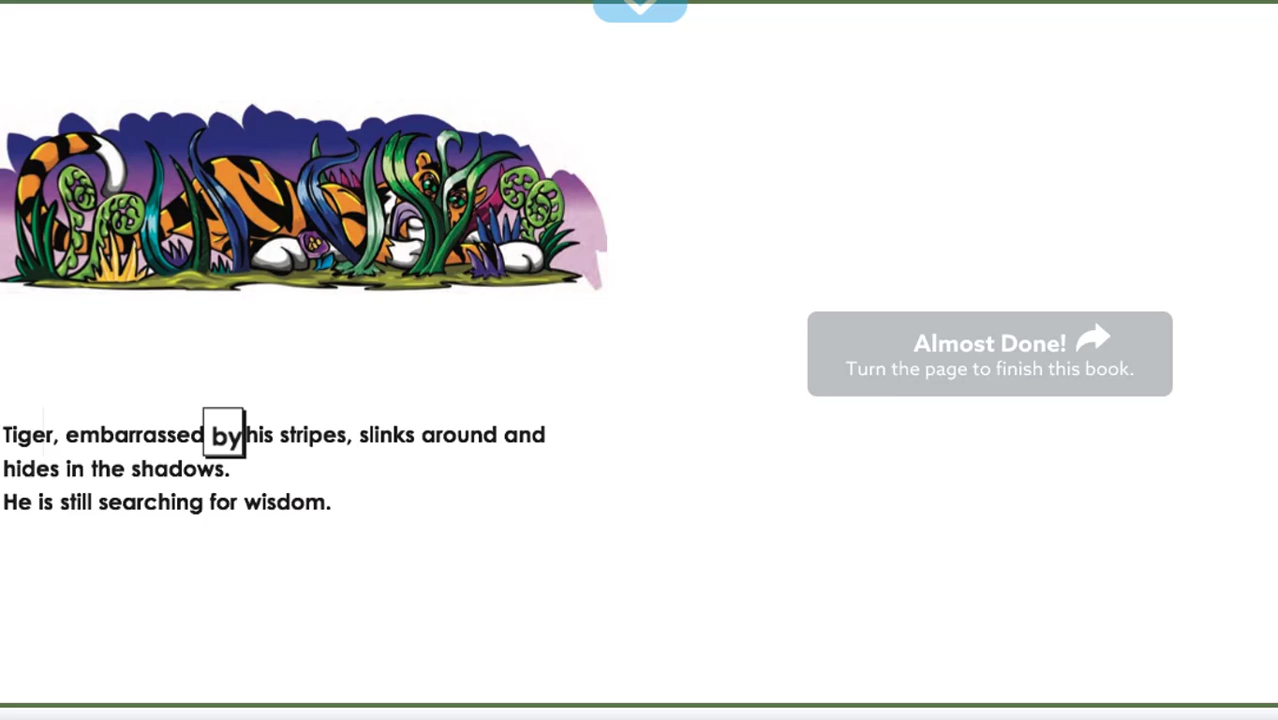 Almost Done!
Turn the page to finish this book.
Tiger, embarrassed by his stripes, slinks around and
hides in the shadows.
He is still searching for wisdom.